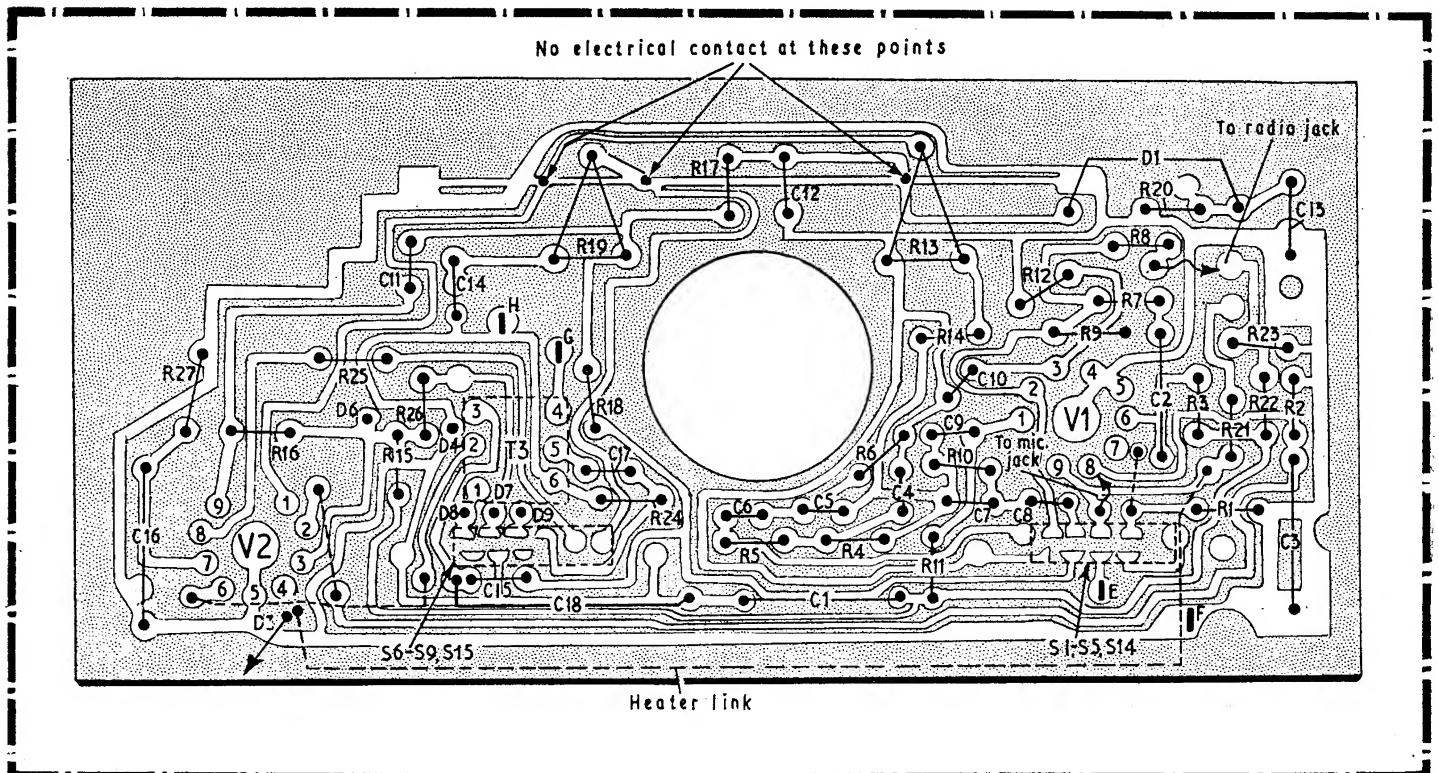 No electrical contact at these points
To radio jack
D1
R17
R20
C12
C13
R19
R13
R8
C11
C14
R12
H
R7
G
R14
R9
R23
R27
R25
C10
3
4
5
2
D6
R26
3
4
R18
C2
R3
R22
R2
1
V1
6
D4
2
T3
C9
R16
R15
5
C17
R6
To mic. jack
7
R21
R10
9
8
6
1
D7
9
1
R24
C4
D8
D9
C6
C5
C7
C8
R1
2
8
C16
V2
R5
R4
C3
7
3
R11
6
5
4
C15
C18
C1
E
D3
F
S6-S9,S15
S1-S5,S14
Heater link